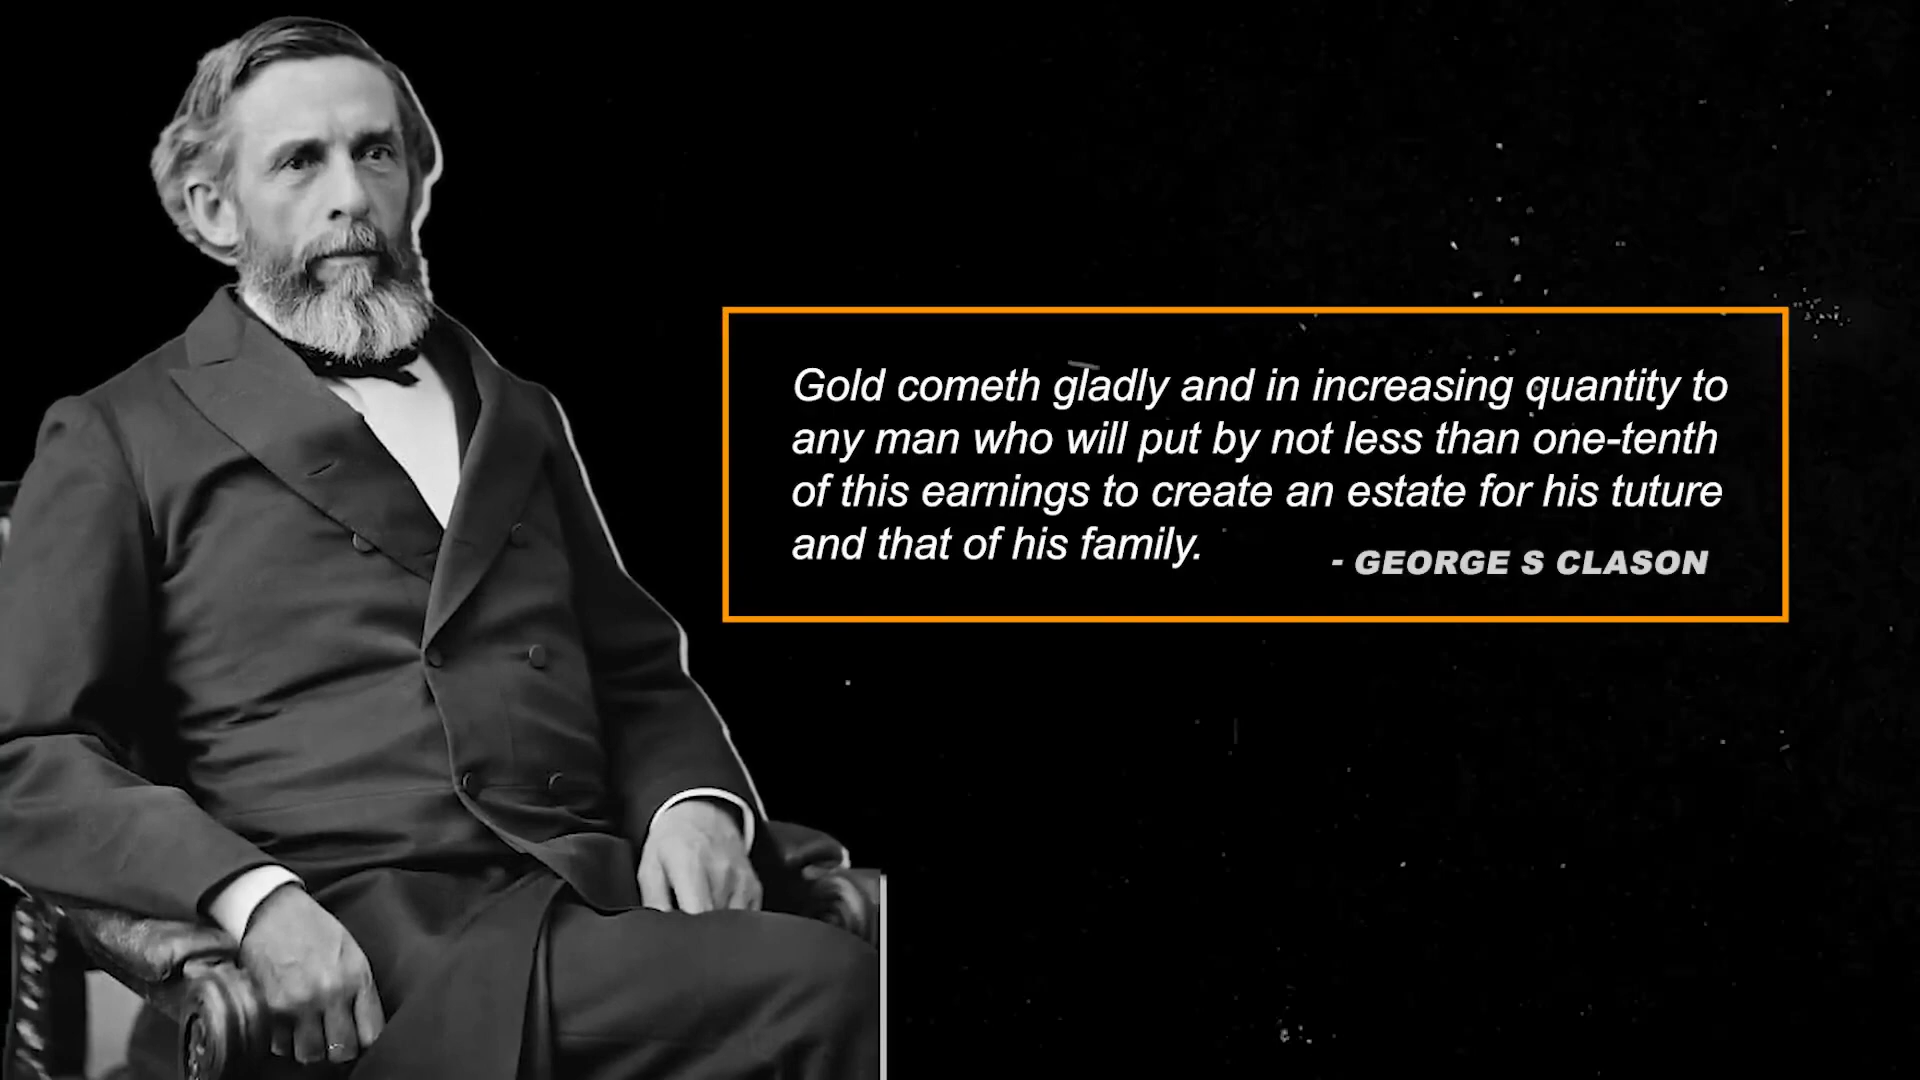 Gold cometh gladly and in increasing quantity to
any man who will put by not less than one-tenth
of this earnings to create an estate for his tuture
and that of his family.
- GEORGE S CLASON